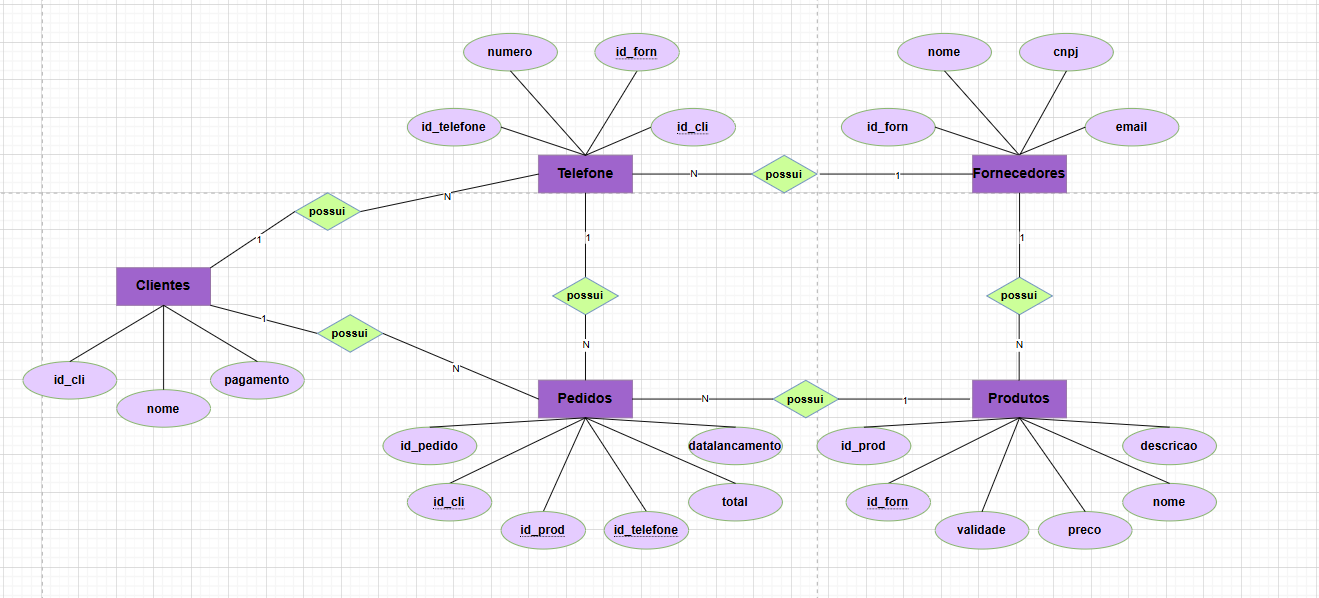 numero
id_forn
nome
cnpj
id_telefone
id_cli
id_forn
email
Telefone
N
possui
1
Fornecedores
N
possui
1
1
1
Clientes
possui
possui
1
possui
N
N
N
id_cli
pagamento
nome
Pedidos
N
possui
1
Produtos
id_pedido
datalancamento
id_prod
descricao
id_cli
total
id_forn
nome
id_prod
id_telefone
validade
preco